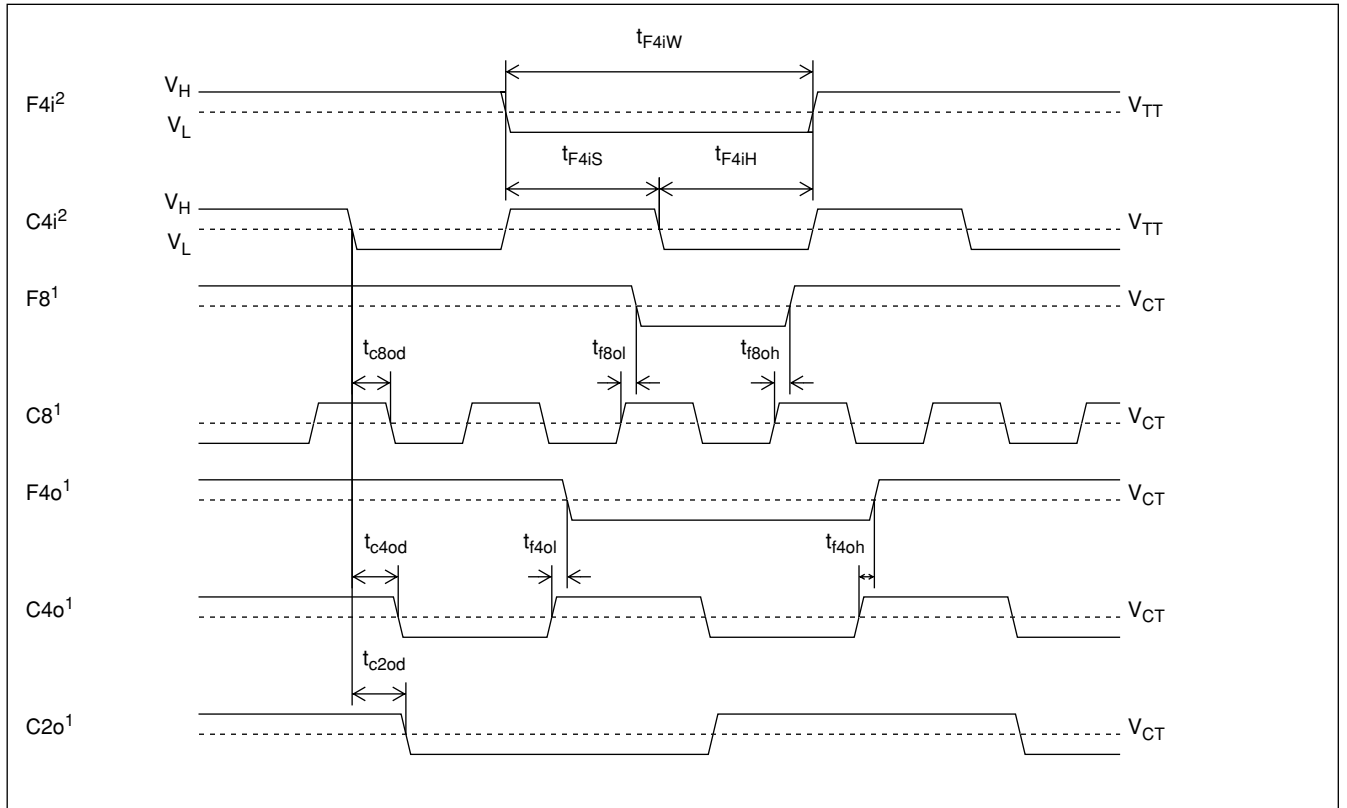 tF4iW
F4i² VH VL VTT
tF4iS tF4iH
C4i² VH VL VTT
F8¹ VCT
tc8od tf8ol tf8oh
C8¹ VCT
F4o¹ VCT
tc4od tf4ol tf4oh
C4o¹ VCT
tc2od
C2o¹ VCT